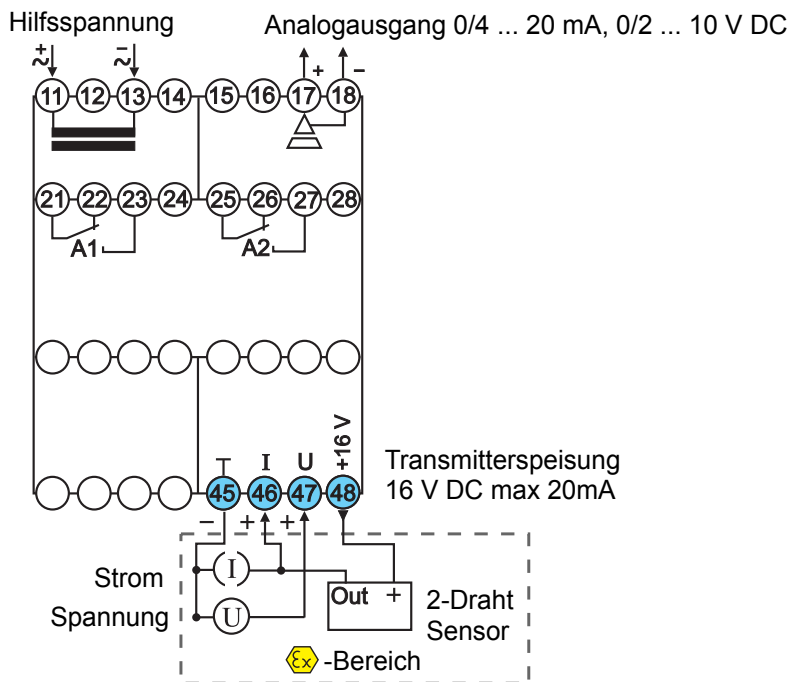 Hilfsspannung
Analogausgang 0/4 ... 20 mA, 0/2 ... 10 V DC
+ − + −
~ ~
11 12 13 14 15 16 17 18
21 22 23 24 25 26 27 28
A1 A2
⊥ I U +16 V
45 46 47 48
Transmitterspeisung
16 V DC max 20mA
− + +
Strom
I
Spannung
U
Out +
2-Draht
Sensor
Ex -Bereich